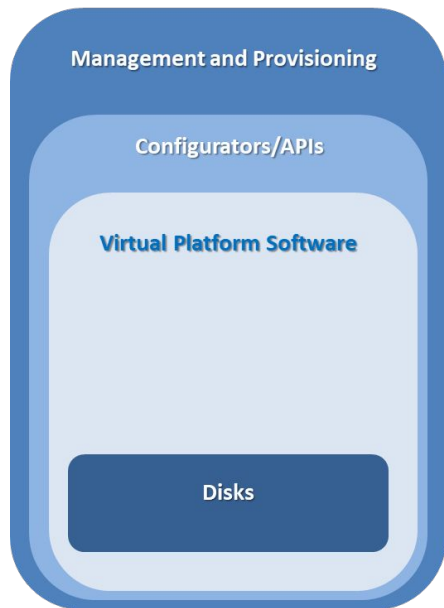 Management and Provisioning
Configurators/APIs
Virtual Platform Software
Disks